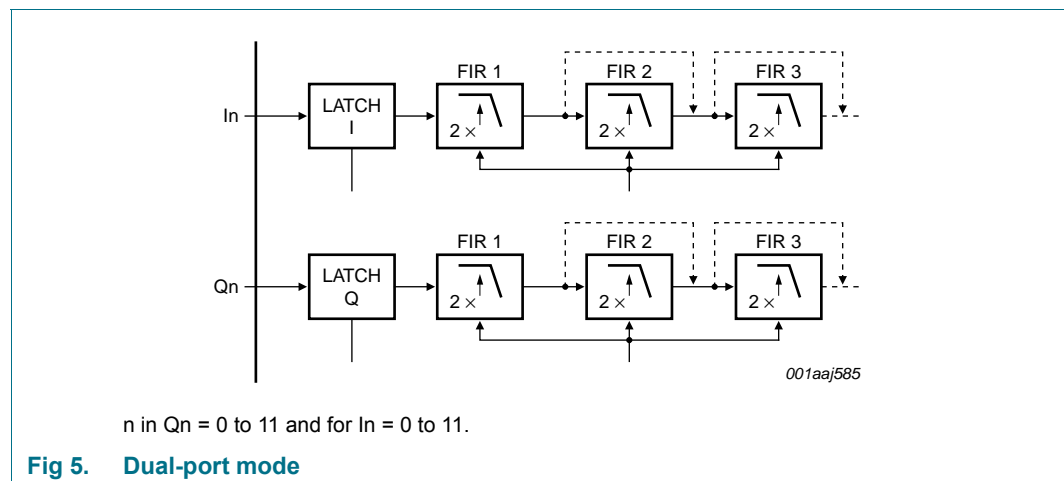 FIR 1 FIR 2 FIR 3
In LATCH I 2 × 2 × 2 ×
FIR 1 FIR 2 FIR 3
Qn LATCH Q 2 × 2 × 2 ×
001aaj585
n in Qn = 0 to 11 and for In = 0 to 11.
Fig 5. Dual-port mode